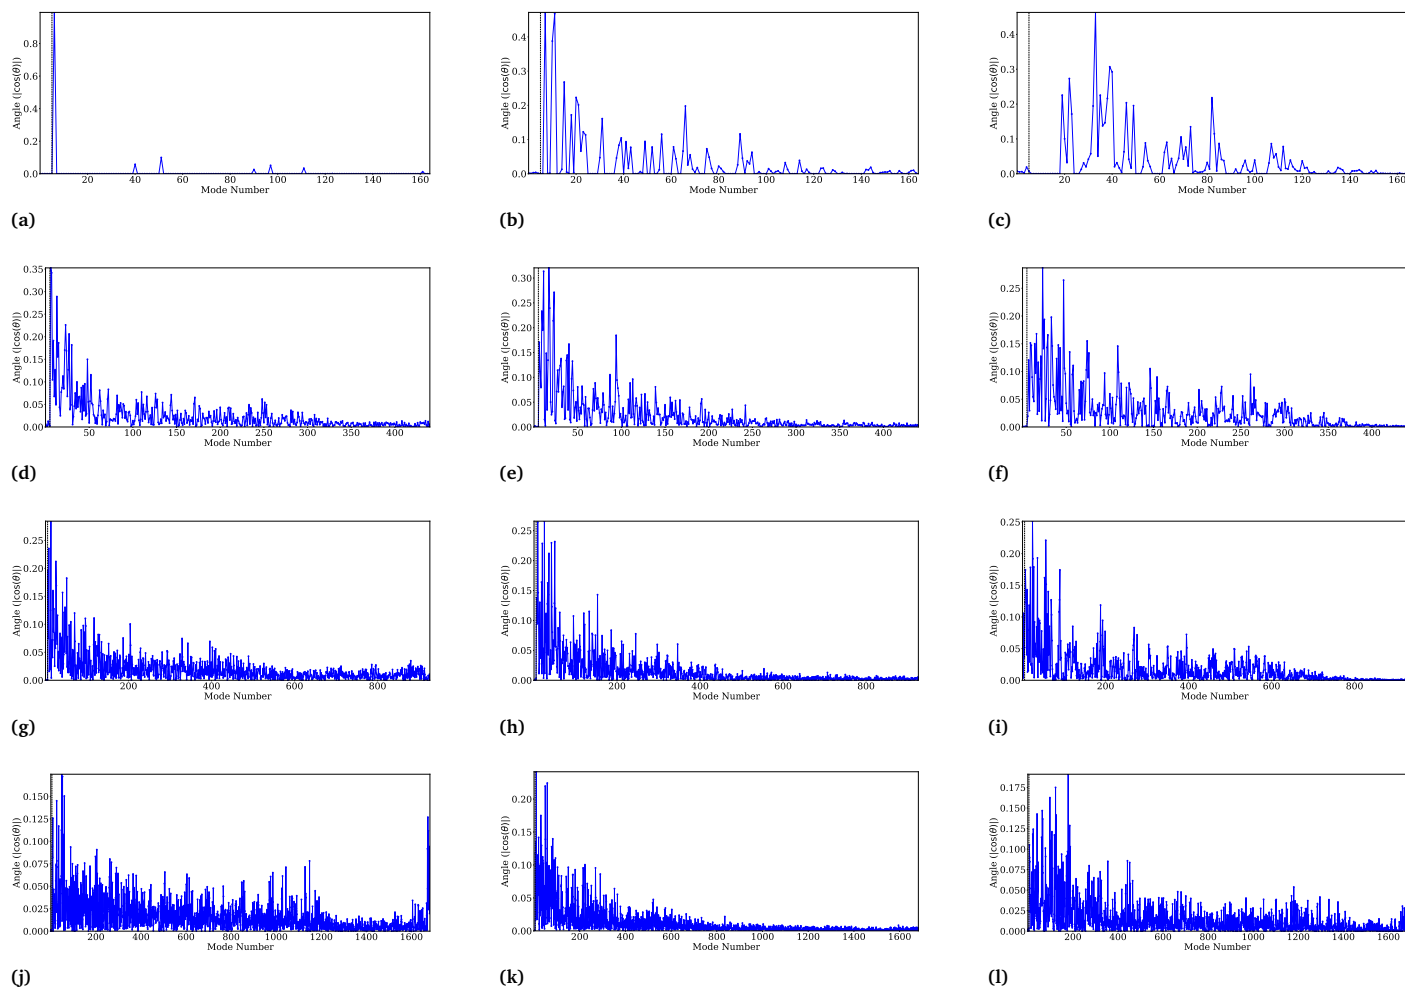 0.8
0.6
0.4
0.2
0.0
Angle (|cos(θ)|)
20 40 60 80 100 120 140 160
Mode Number
(a)
0.4
0.3
0.2
0.1
0.0
Angle (|cos(θ)|)
20 40 60 80 100 120 140 160
Mode Number
(b)
0.4
0.3
0.2
0.1
0.0
Angle (|cos(θ)|)
20 40 60 80 100 120 140 160
Mode Number
(c)
0.35
0.30
0.25
0.20
0.15
0.10
0.05
0.00
Angle (|cos(θ)|)
50 100 150 200 250 300 350 400
Mode Number
(d)
0.30
0.25
0.20
0.15
0.10
0.05
0.00
Angle (|cos(θ)|)
50 100 150 200 250 300 350 400
Mode Number
(e)
0.25
0.20
0.15
0.10
0.05
0.00
Angle (|cos(θ)|)
50 100 150 200 250 300 350 400
Mode Number
(f)
0.25
0.20
0.15
0.10
0.05
0.00
Angle (|cos(θ)|)
200 400 600 800
Mode Number
(g)
0.25
0.20
0.15
0.10
0.05
0.00
Angle (|cos(θ)|)
200 400 600 800
Mode Number
(h)
0.25
0.20
0.15
0.10
0.05
0.00
Angle (|cos(θ)|)
200 400 600 800
Mode Number
(i)
0.150
0.125
0.100
0.075
0.050
0.025
0.000
Angle (|cos(θ)|)
200 400 600 800 1000 1200 1400 1600
Mode Number
(j)
0.20
0.15
0.10
0.05
0.00
Angle (|cos(θ)|)
200 400 600 800 1000 1200 1400 1600
Mode Number
(k)
0.175
0.150
0.125
0.100
0.075
0.050
0.025
0.000
Angle (|cos(θ)|)
200 400 600 800 1000 1200 1400 1600
Mode Number
(l)